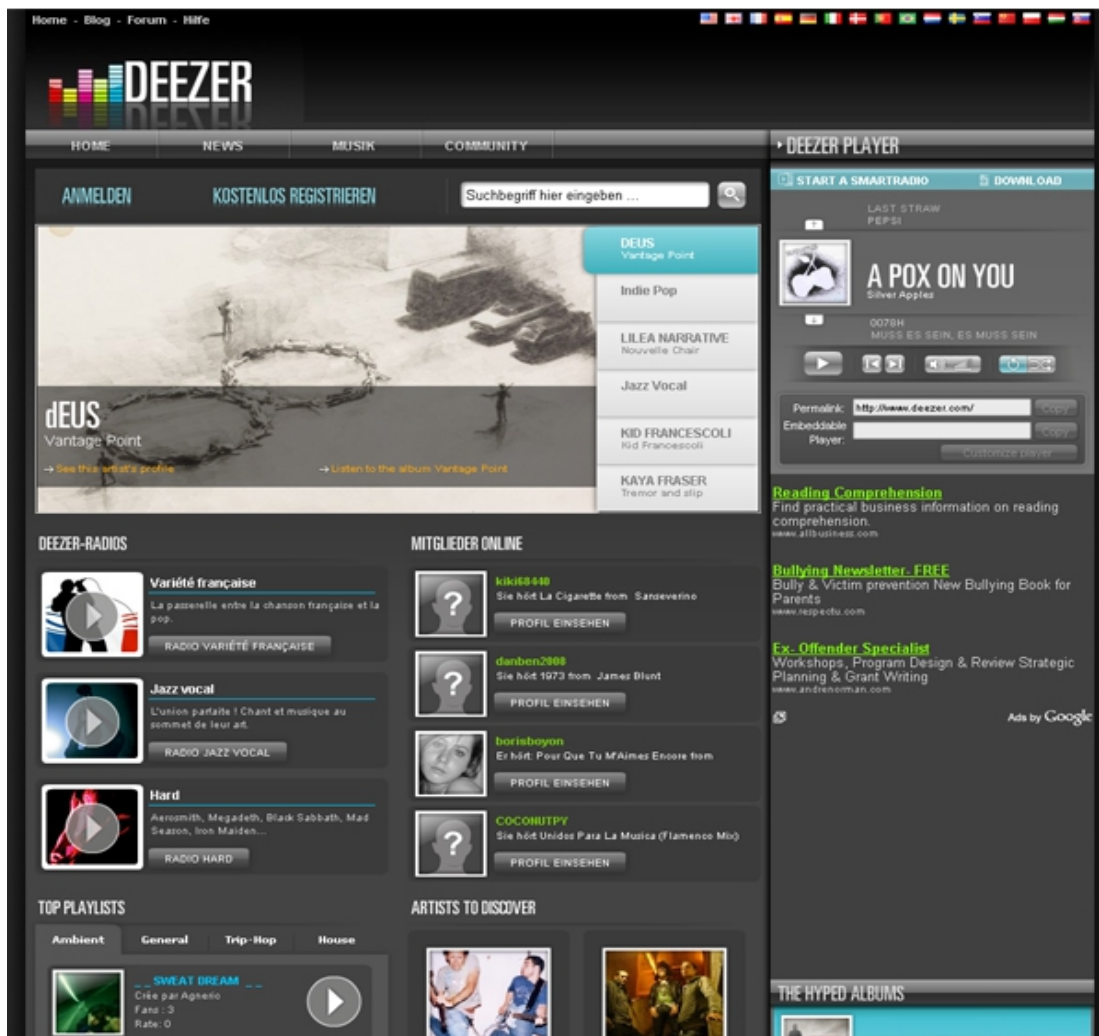 Home - Blog - Forum - Hilfe
DEEZER
HOME NEWS MUSIK COMMUNITY
ANMELDEN KOSTENLOS REGISTRIEREN Suchbegriff hier eingeben ...
dEUS
Vantage Point
→ See this artist's profile → Listen to the album Vantage Point
DEUS
Vantage Point
Indie Pop
LILEA NARRATIVE
Nouvelle Chair
Jazz Vocal
KID FRANCESCOLI
Kid Francescoli
KAYA FRASER
Tremor and slip
DEEZER PLAYER
START A SMARTRADIO DOWNLOAD
LAST STRAW
PEPSI
A POX ON YOU
Silver Apples
0078H
MUSS ES SEIN, ES MUSS SEIN
Permalink: http://www.deezer.com/ Copy
Embeddable
Player: Copy
Customize player
Reading Comprehension
Find practical business information on reading
comprehension.
www.allbusiness.com
Bullying Newsletter- FREE
Bully & Victim prevention New Bullying Book for
Parents
www.respectu.com
Ex- Offender Specialist
Workshops, Program Design & Review Strategic
Planning & Grant Writing
www.andrenorman.com
Ads by Google
DEEZER-RADIOS
Variété française
La passerelle entre la chanson française et la
pop.
RADIO VARIÉTÉ FRANÇAISE
Jazz vocal
L'union parfaite ! Chant et musique au
sommet de leur art.
RADIO JAZZ VOCAL
Hard
Aerosmith, Megadeth, Black Sabbath, Mad
Season, Iron Maiden...
RADIO HARD
MITGLIEDER ONLINE
kiki68440
Sie hört La Cigarette from Sanseverino
PROFIL EINSEHEN
danben2008
Sie hört 1973 from James Blunt
PROFIL EINSEHEN
borisboyon
Er hört: Pour Que Tu M'Aimes Encore from
PROFIL EINSEHEN
COCONUTPY
Sie hört Unidos Para La Musica (Flamenco Mix)
PROFIL EINSEHEN
TOP PLAYLISTS
Ambient General Trip-Hop House
_ _ SWEAT DREAM _ _
Crée par Agnerio
Fans : 3
Rate: 0
ARTISTS TO DISCOVER
THE HYPED ALBUMS